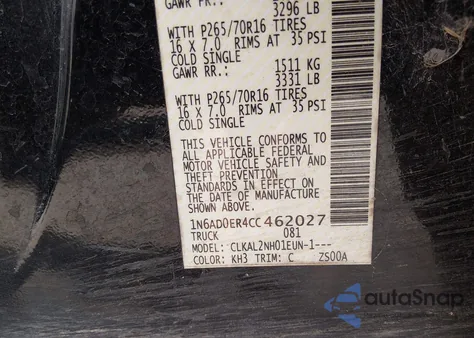 GAWR FR.:
3296 LB
WITH P265/70R16 TIRES
16 X 7.0 RIMS AT 35 PSI
COLD SINGLE
GAWR RR.: 1511 KG
3331 LB
WITH P265/70R16 TIRES
16 X 7.0 RIMS AT 35 PSI
COLD SINGLE
THIS VEHICLE CONFORMS TO
ALL APPLICABLE FEDERAL
MOTOR VEHICLE SAFETY AND
THEFT PREVENTION
STANDARDS IN EFFECT ON
THE DATE OF MANUFACTURE
SHOWN ABOVE.
1N6AD0ER4CC462027
TRUCK 081
MODEL: CLKAL2NH01EUN-1---
COLOR: KH3 TRIM: C ZS00A
autaSnap